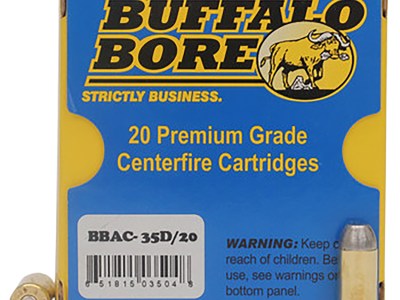 BUFFALO
BORE
STRICTLY BUSINESS.
20 Premium Grade
Centerfire Cartridges
BBAC- 35D/20
6 51815 03504 8
WARNING: Keep
reach of children. Be
use, see warnings o
bottom panel.